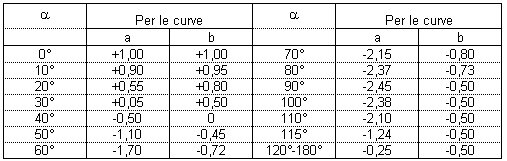 α Per le curve α Per le curve
a b a b
0° +1,00 +1,00 70° -2,15 -0,80
10° +0,90 +0,95 80° -2,37 -0,73
20° +0,55 +0,80 90° -2,45 -0,50
30° +0,05 +0,50 100° -2,38 -0,50
40° -0,50 0 110° -2,10 -0,50
50° -1,10 -0,45 115° -1,24 -0,50
60° -1,70 -0,72 120°-180° -0,25 -0,50